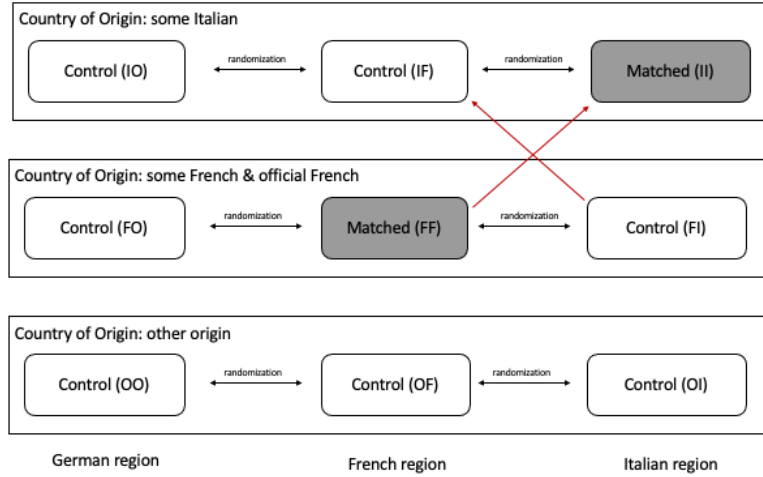 Country of Origin: some Italian
Control (IO)
randomization
Control (IF)
randomization
Matched (II)
Country of Origin: some French & official French
Control (FO)
randomization
Matched (FF)
randomization
Control (FI)
Country of Origin: other origin
Control (OO)
randomization
Control (OF)
randomization
Control (OI)
German region
French region
Italian region